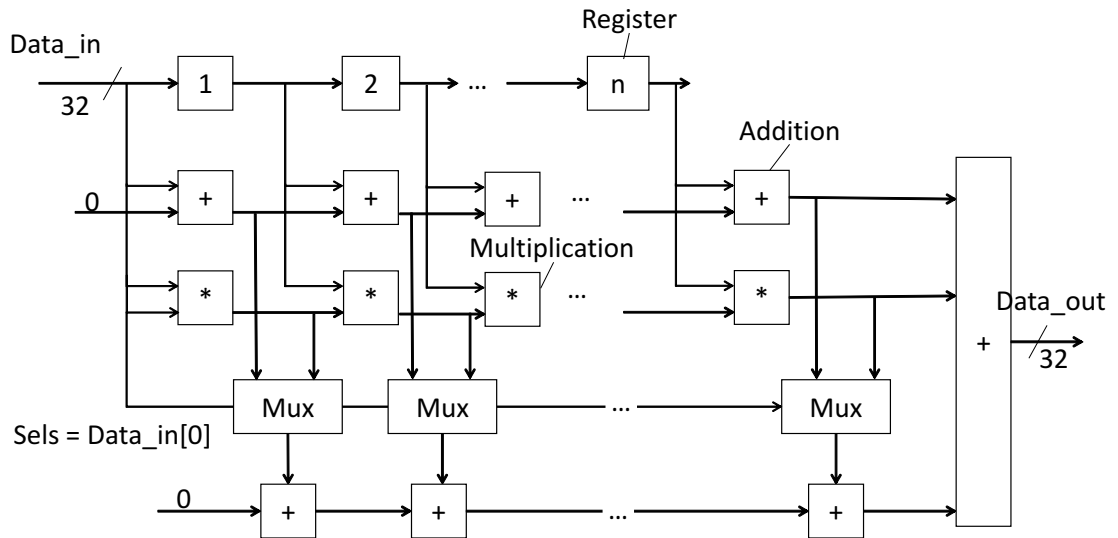 Register
Data_in
32
1
2
...
n
Addition
0
+
+
+
...
+
Multiplication
*
*
*
...
*
Data_out
+
32
Mux
Mux
...
Mux
Sels = Data_in[0]
0
+
+
...
+